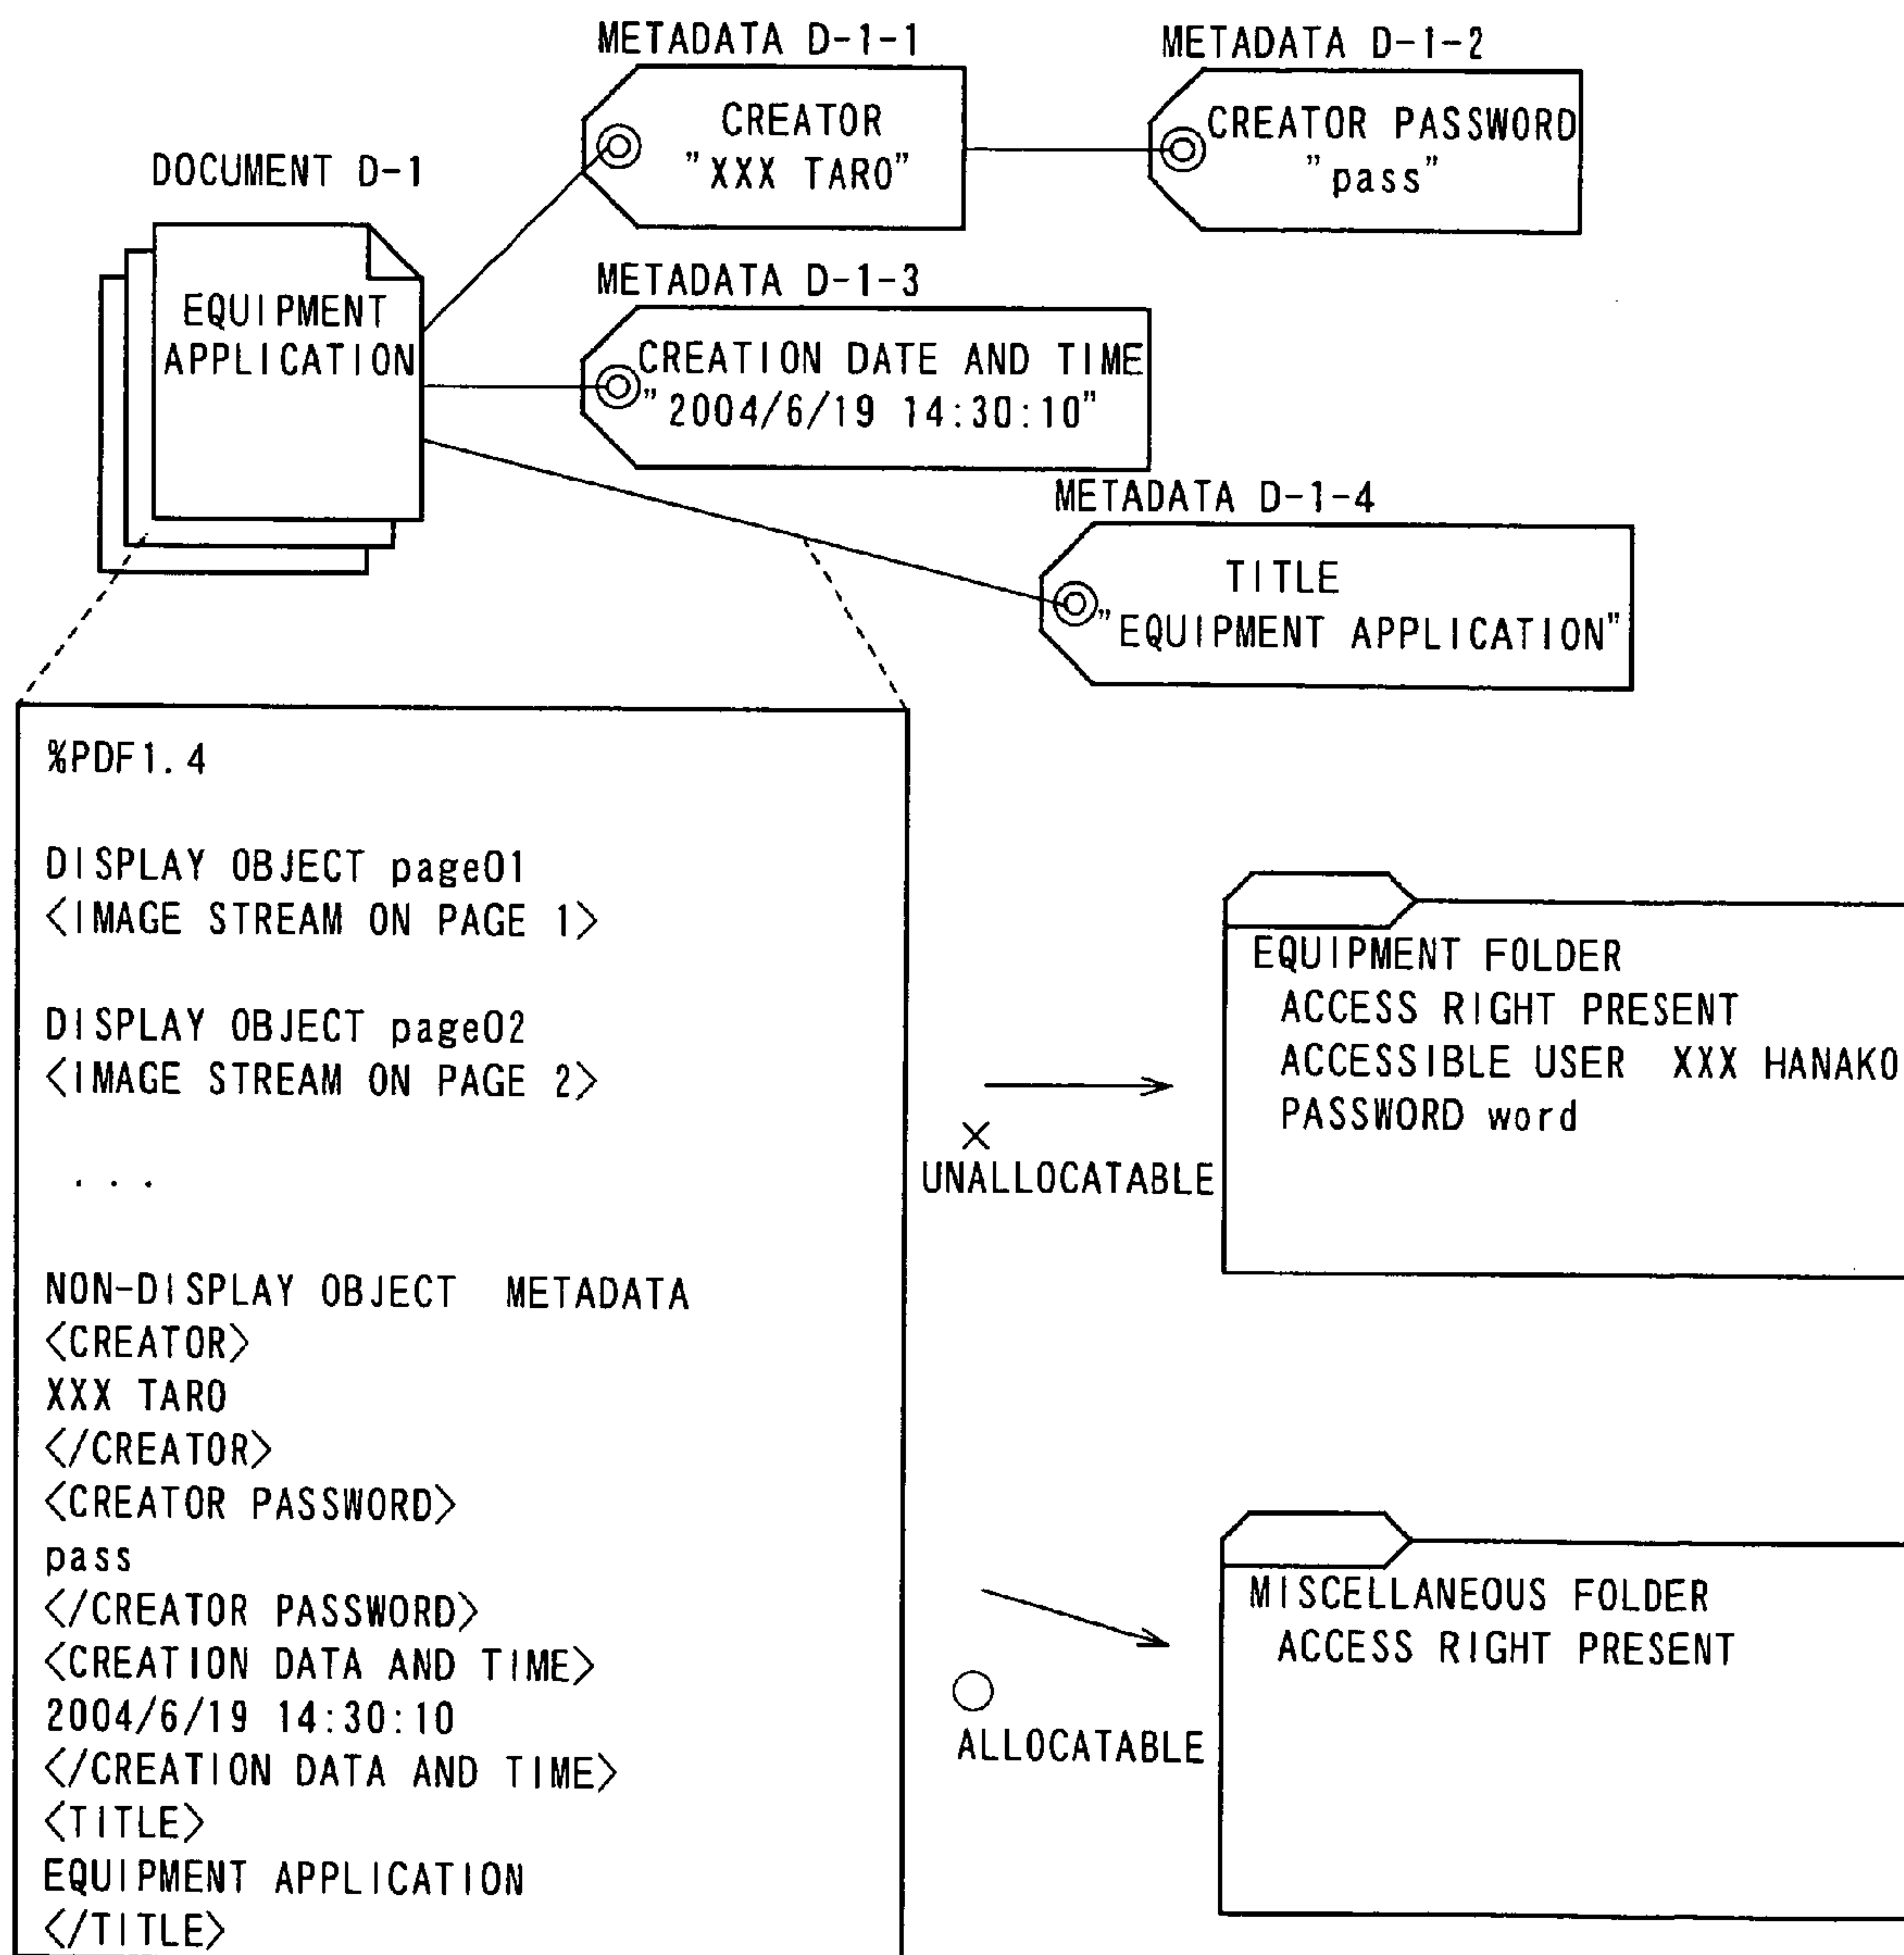 METADATA D-1-1
CREATOR
"XXX TARO"
METADATA D-1-2
CREATOR PASSWORD
"pass"
DOCUMENT D-1
EQUIPMENT
APPLICATION
METADATA D-1-3
CREATION DATE AND TIME
"2004/6/19 14:30:10"
METADATA D-1-4
TITLE
"EQUIPMENT APPLICATION"
%PDF1.4
DISPLAY OBJECT page01
<IMAGE STREAM ON PAGE 1>
DISPLAY OBJECT page02
<IMAGE STREAM ON PAGE 2>
...
NON-DISPLAY OBJECT METADATA
<CREATOR>
XXX TARO
</CREATOR>
<CREATOR PASSWORD>
pass
</CREATOR PASSWORD>
<CREATION DATA AND TIME>
2004/6/19 14:30:10
</CREATION DATA AND TIME>
<TITLE>
EQUIPMENT APPLICATION
</TITLE>
×
UNALLOCATABLE
EQUIPMENT FOLDER
ACCESS RIGHT PRESENT
ACCESSIBLE USER XXX HANAKO
PASSWORD word
○
ALLOCATABLE
MISCELLANEOUS FOLDER
ACCESS RIGHT PRESENT